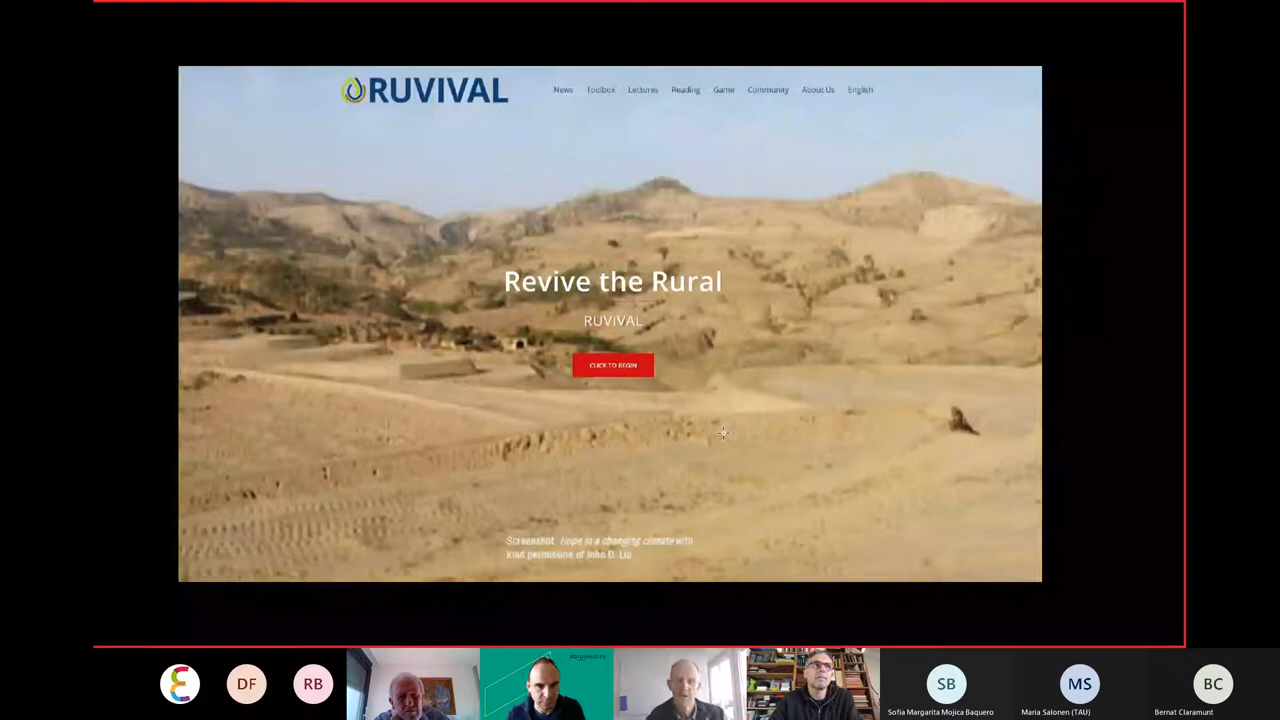 RUVIVAL
News Toolbox Lectures Reading Game Community About Us English
Revive the Rural
RUVIVAL
CLICK TO BEGIN
Screenshot Hope in a changing climate with
kind permission of John D. Liu
DF
RB
SB
MS
BC
Sofía Margarita Mojica Baquero
Maria Salonen (TAU)
Bernat Claramunt